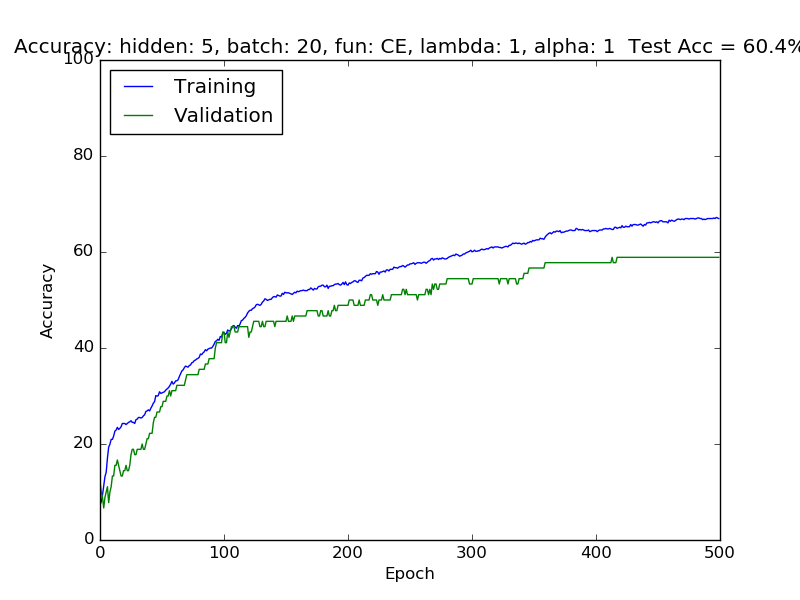 Accuracy: hidden: 5, batch: 20, fun: CE, lambda: 1, alpha: 1  Test Acc = 60.4%
100
80
60
40
20
0
Accuracy
Training
Validation
0 100 200 300 400 500
Epoch